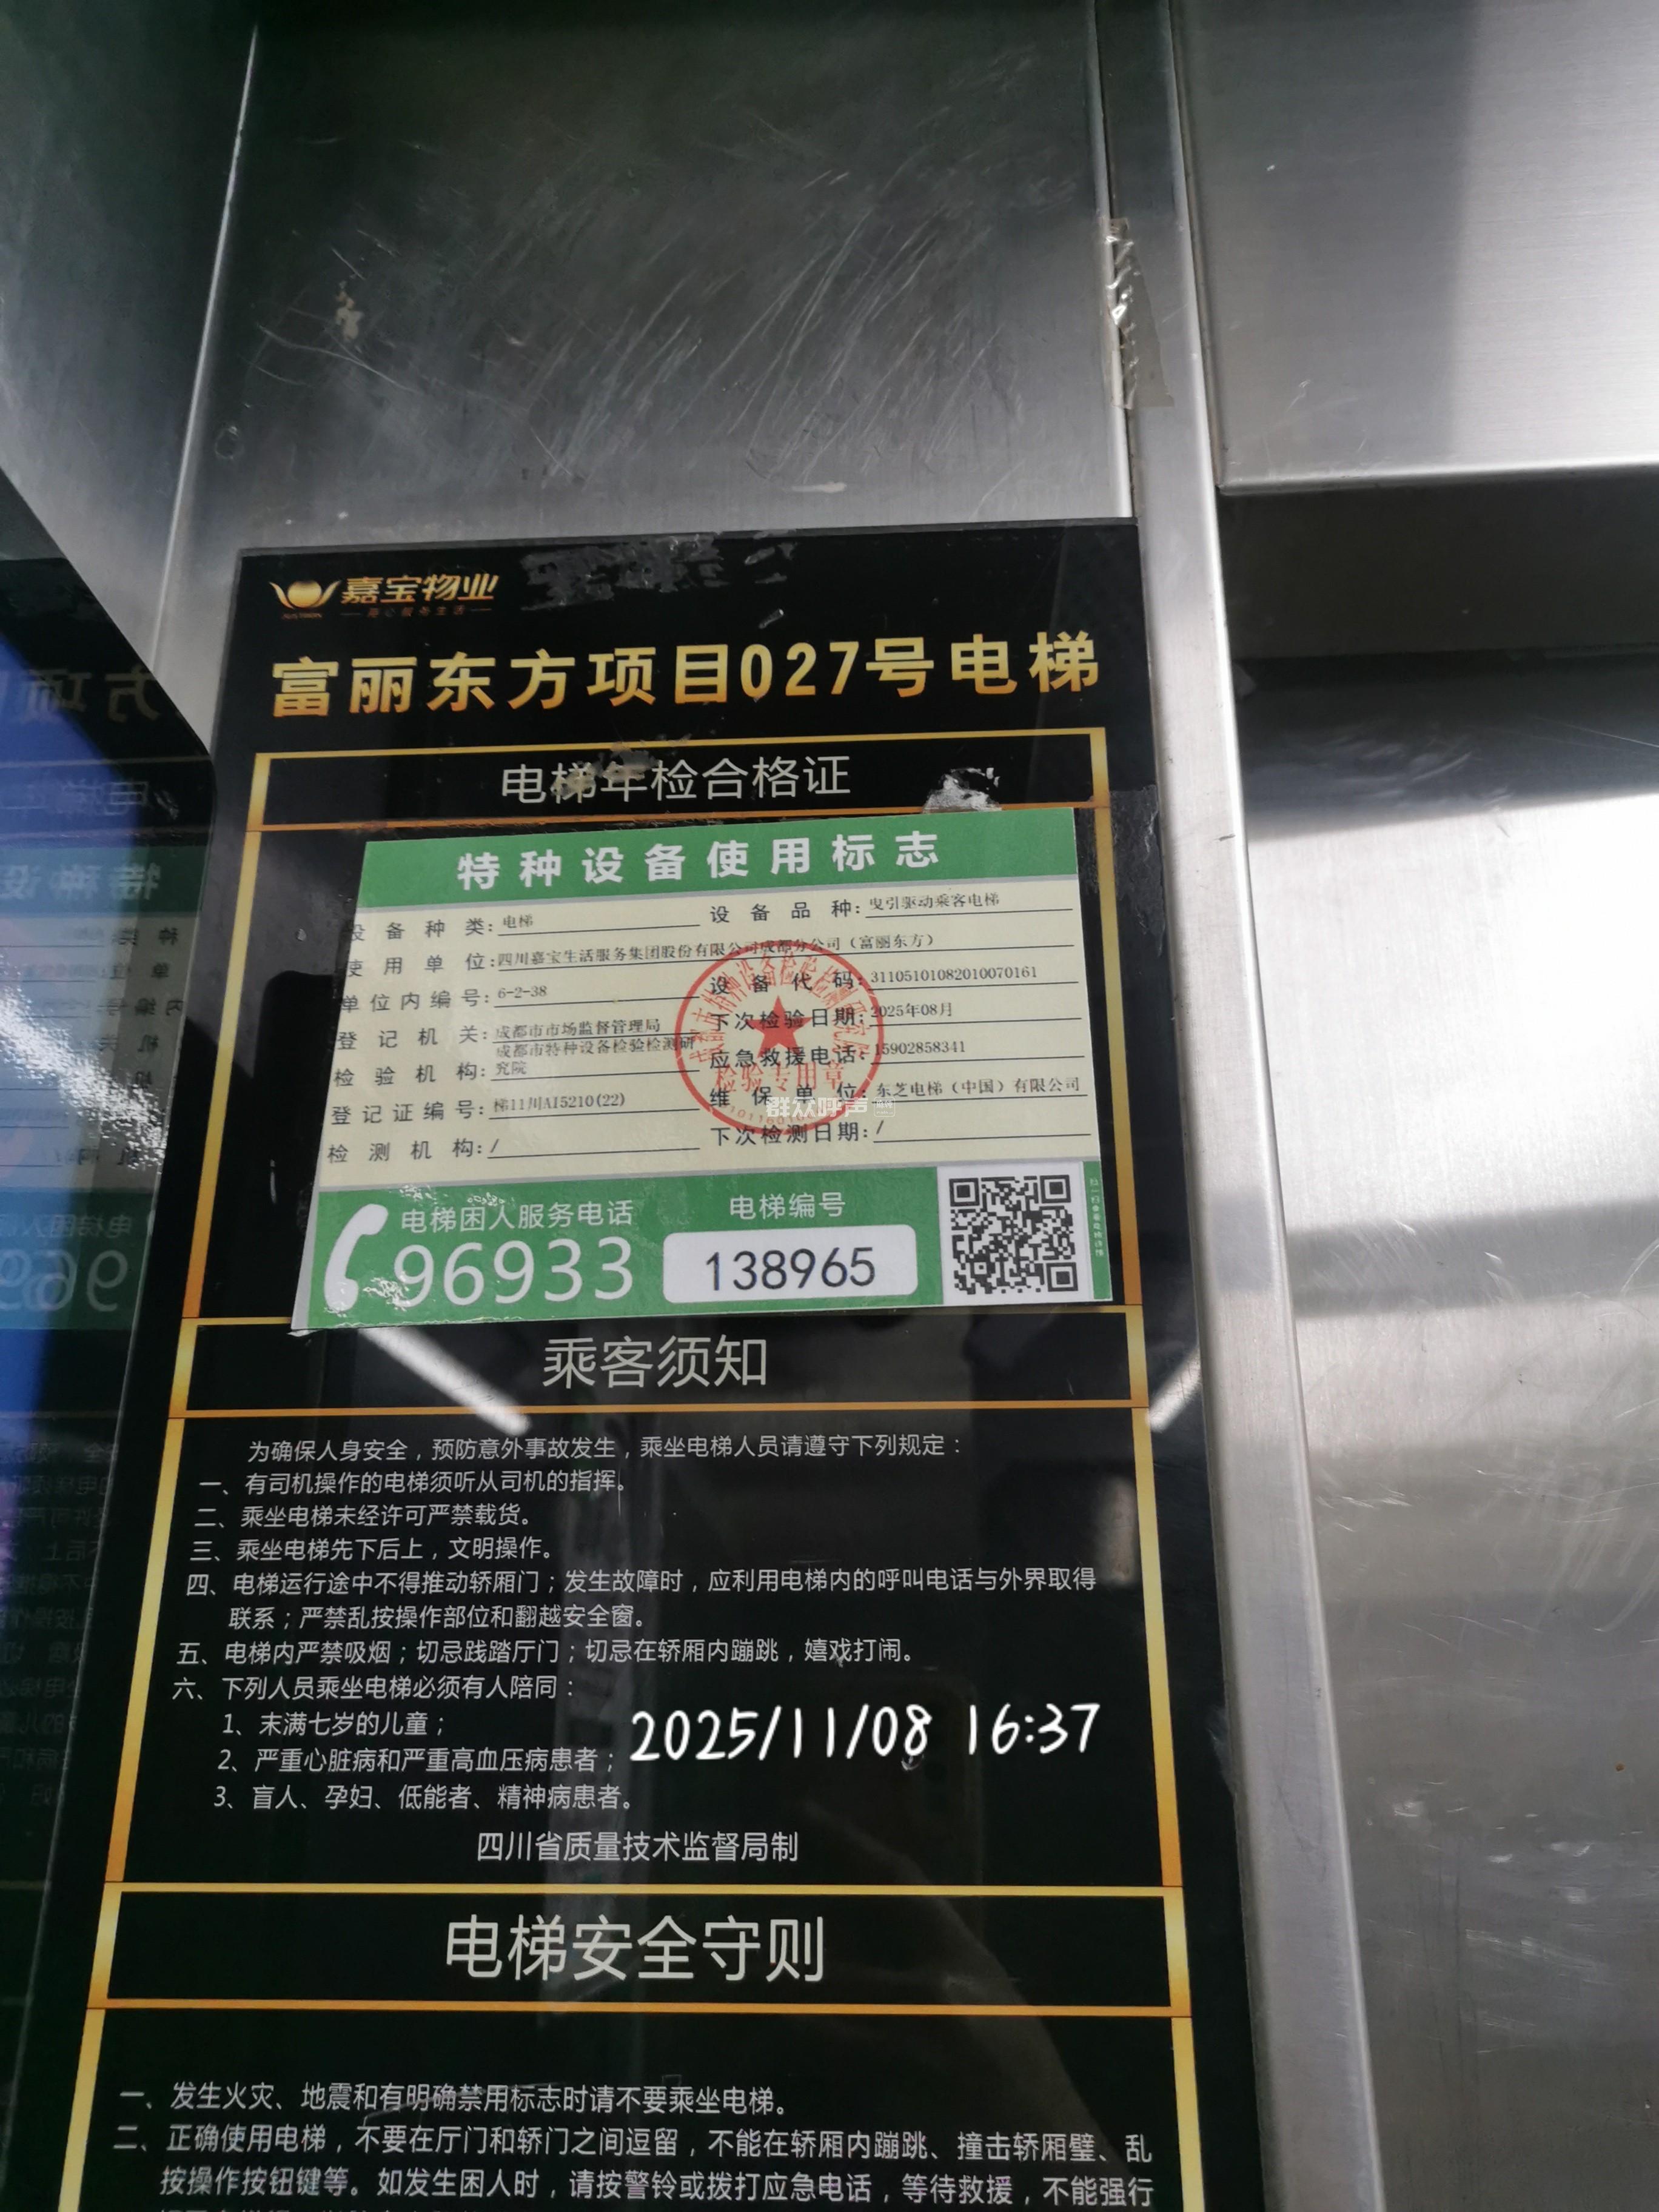 嘉宝物业
用心服务生活
富丽东方项目027号电梯
电梯年检合格证
特种设备使用标志
设备种类：电梯
设备品种：曳引驱动乘客电梯
使用单位：四川嘉宝生活服务集团股份有限公司成都分公司（富丽东方）
单位内编号：6-2-38
设备代码：31105101082010070161
登记机关：成都市市场监督管理局
下次检验日期：2025年08月
检验机构：成都市特种设备检验检测研究院
应急救援电话：15902858341
登记证编号：梯11川A15210(22)
维保单位：东芝电梯（中国）有限公司
检测机构：/
下次检测日期：/
检验专用章
群众呼声
电梯困人服务电话
96933
电梯编号
138965
乘客须知
为确保人身安全，预防意外事故发生，乘坐电梯人员请遵守下列规定：
一、有司机操作的电梯须听从司机的指挥。
二、乘坐电梯未经许可严禁载货。
三、乘坐电梯先下后上，文明操作。
四、电梯运行途中不得推动轿厢门；发生故障时，应利用电梯内的呼叫电话与外界取得
联系；严禁乱按操作部位和翻越安全窗。
五、电梯内严禁吸烟；切忌践踏厅门；切忌在轿厢内蹦跳，嬉戏打闹。
六、下列人员乘坐电梯必须有人陪同：
1、未满七岁的儿童；
2、严重心脏病和严重高血压病患者；
3、盲人、孕妇、低能者、精神病患者。
2025/11/08 16:37
四川省质量技术监督局制
电梯安全守则
一、发生火灾、地震和有明确禁用标志时请不要乘坐电梯。
二、正确使用电梯，不要在厅门和轿门之间逗留，不能在轿厢内蹦跳、撞击轿厢壁、乱
按操作按钮键等。如发生困人时，请按警铃或拨打应急电话，等待救援，不能强行